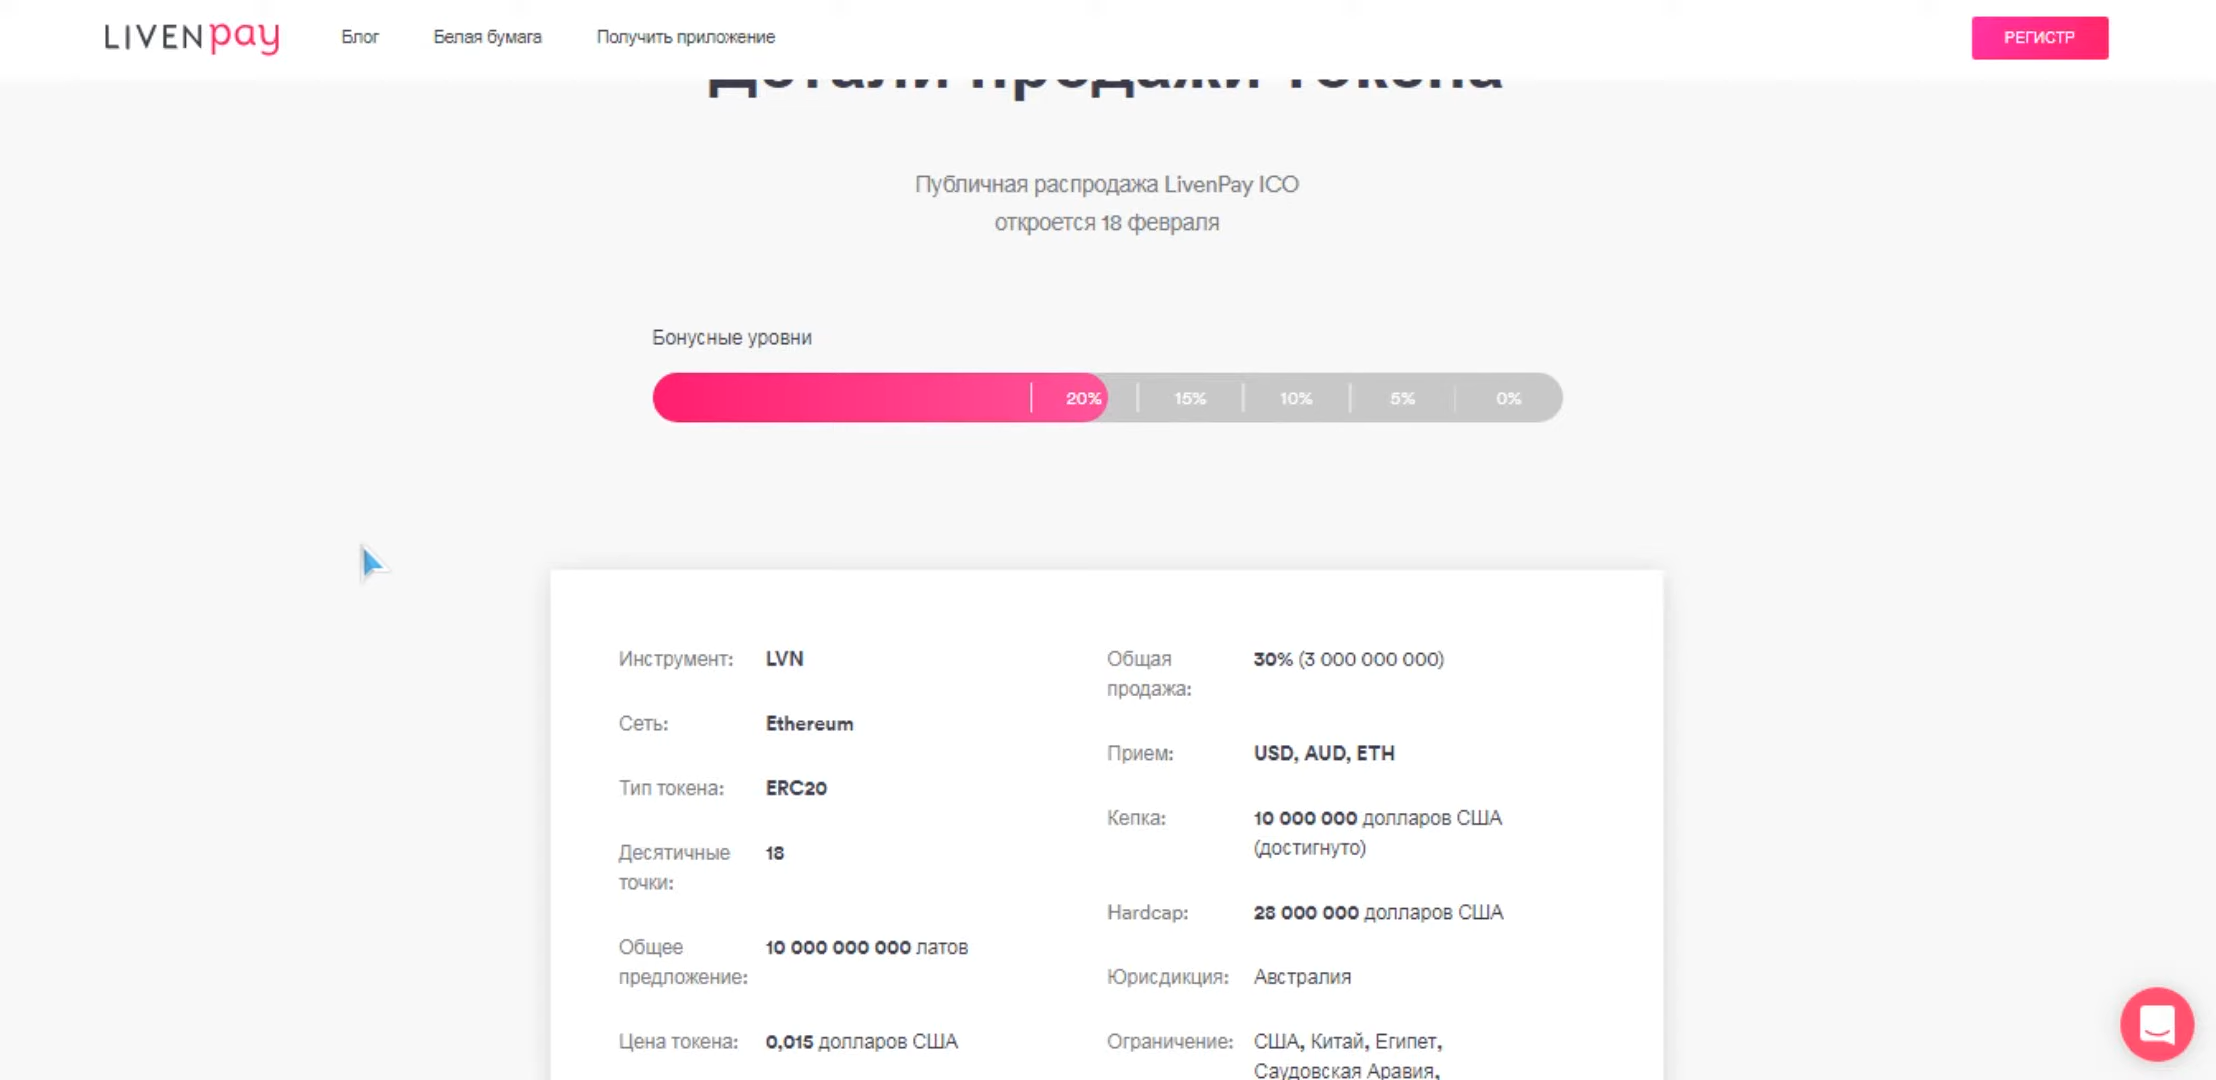 LIVENpay
Блог
Белая бумага
Получить приложение
РЕГИСТР
Детали продажи токена
Публичная распродажа LivenPay ICO
откроется 18 февраля
Бонусные уровни
20%
15%
10%
5%
0%
Инструмент: LVN
Сеть: Ethereum
Тип токена: ERC20
Десятичные 18
точки:
Общее 10 000 000 000 латов
предложение:
Цена токена: 0,015 долларов США
Общая 30% (3 000 000 000)
продажа:
Прием: USD, AUD, ETH
Кепка: 10 000 000 долларов США
(достигнуто)
Hardcap: 28 000 000 долларов США
Юрисдикция: Австралия
Ограничение: США, Китай, Египет,
Саудовская Аравия,